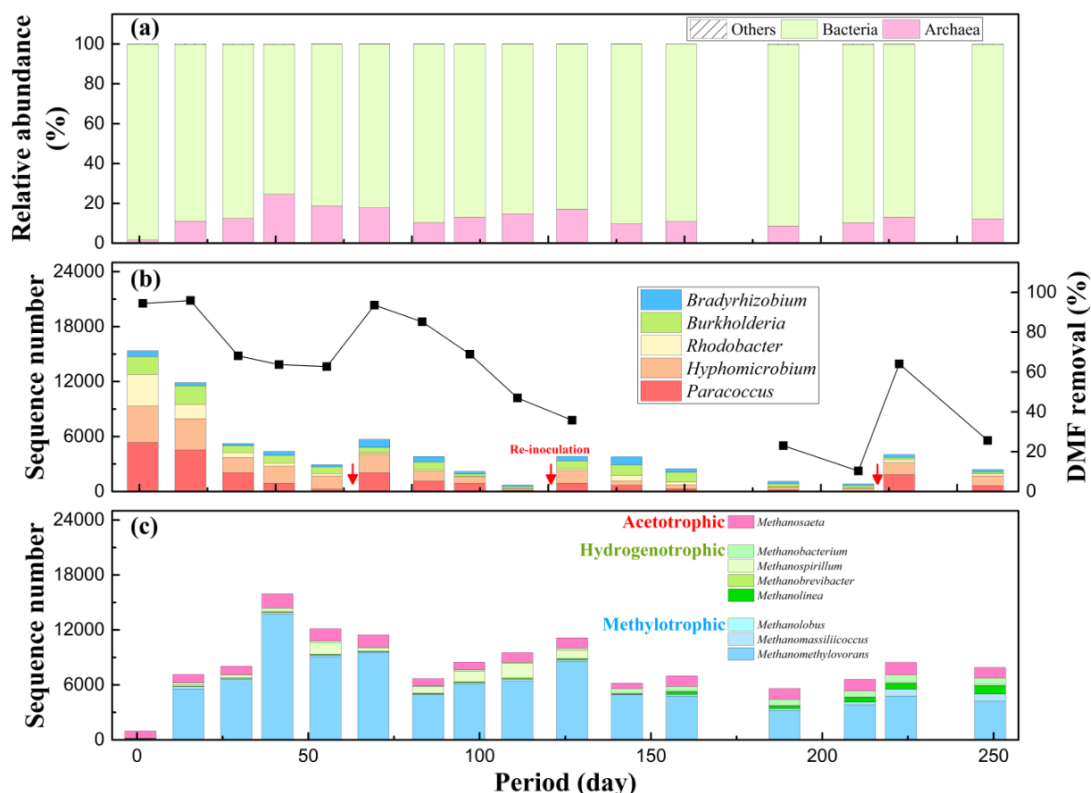 (a)
Others Bacteria Archaea
Relative abundance
(%)
100
80
60
40
20
0
(b)
Sequence number
24000
18000
12000
6000
0
Bradyrhizobium
Burkholderia
Rhodobacter
Hyphomicrobium
Paracoccus
Re-inoculation
DMF removal (%)
100
80
60
40
20
0
(c)
Sequence number
24000
18000
12000
6000
0
Acetotrophic Methanosaeta
Hydrogenotrophic Methanobacterium
Methanospirillum
Methanobrevibacter
Methanolinea
Methylotrophic Methanolobus
Methanomassiliicoccus
Methanomethylovorans
0 50 100 150 200 250
Period (day)